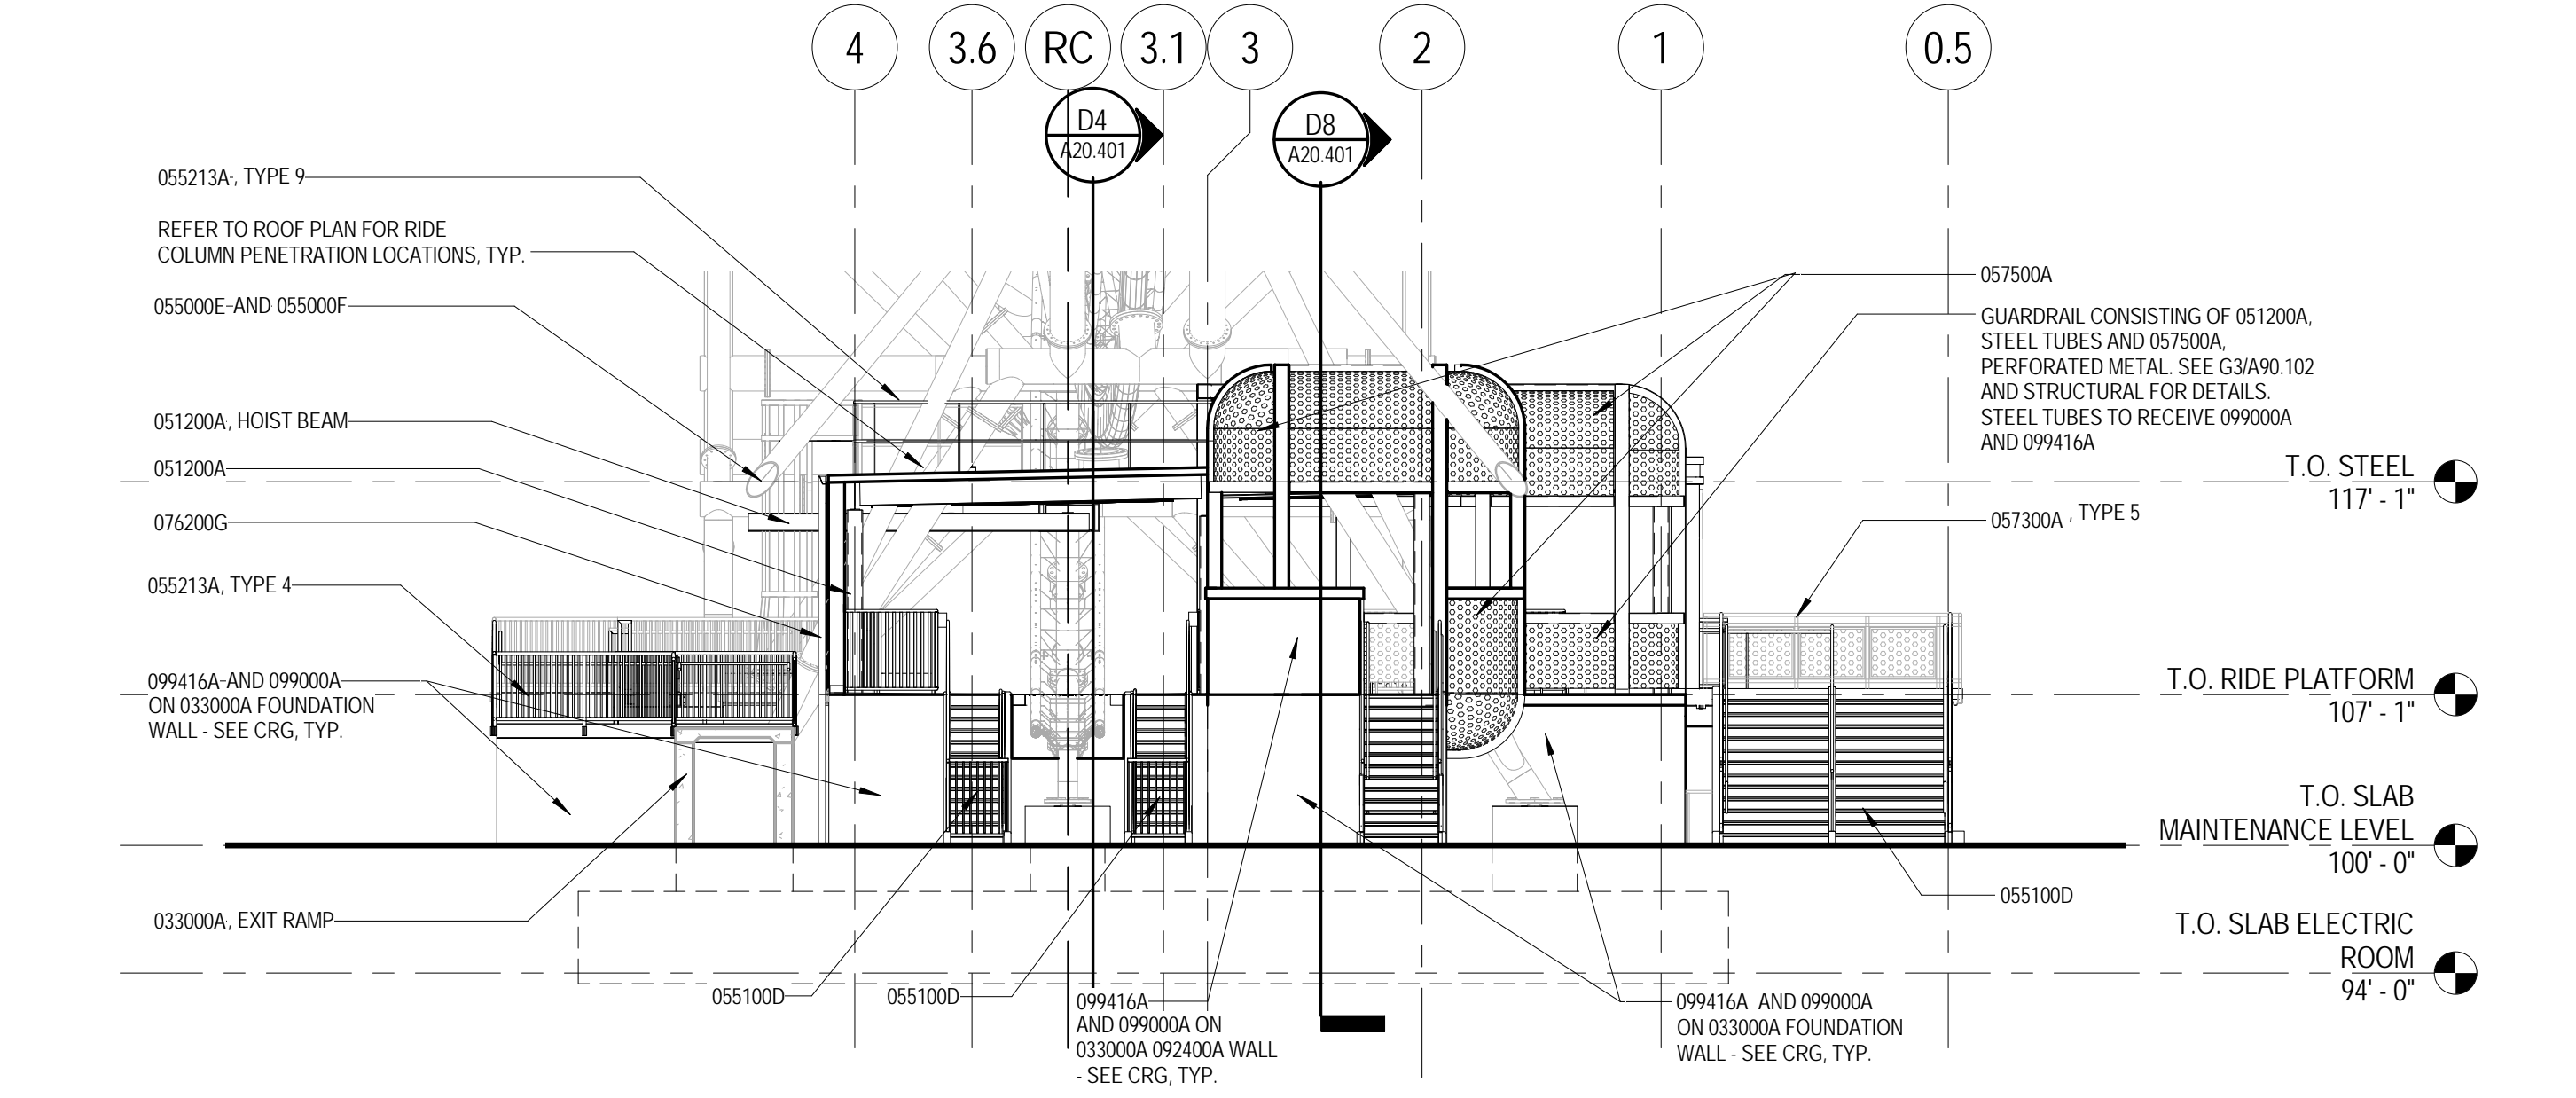 4
3.6
RC
3.1
3
2
1
0.5
D4
A20.401
D8
A20.401
055213A, TYPE 9
REFER TO ROOF PLAN FOR RIDE
COLUMN PENETRATION LOCATIONS, TYP.
055000E AND 055000F
051200A, HOIST BEAM
051200A
076200G
055213A, TYPE 4
099416A AND 099000A
ON 033000A FOUNDATION
WALL - SEE CRG, TYP.
033000A, EXIT RAMP
055100D
055100D
099416A
AND 099000A ON
033000A 092400A WALL
- SEE CRG, TYP.
099416A AND 099000A
ON 033000A FOUNDATION
WALL - SEE CRG, TYP.
057500A
GUARDRAIL CONSISTING OF 051200A,
STEEL TUBES AND 057500A,
PERFORATED METAL. SEE G3/A90.102
AND STRUCTURAL FOR DETAILS.
STEEL TUBES TO RECEIVE 099000A
AND 099416A
T.O. STEEL
117' - 1"
057300A , TYPE 5
T.O. RIDE PLATFORM
107' - 1"
T.O. SLAB
MAINTENANCE LEVEL
100' - 0"
055100D
T.O. SLAB ELECTRIC
ROOM
94' - 0"